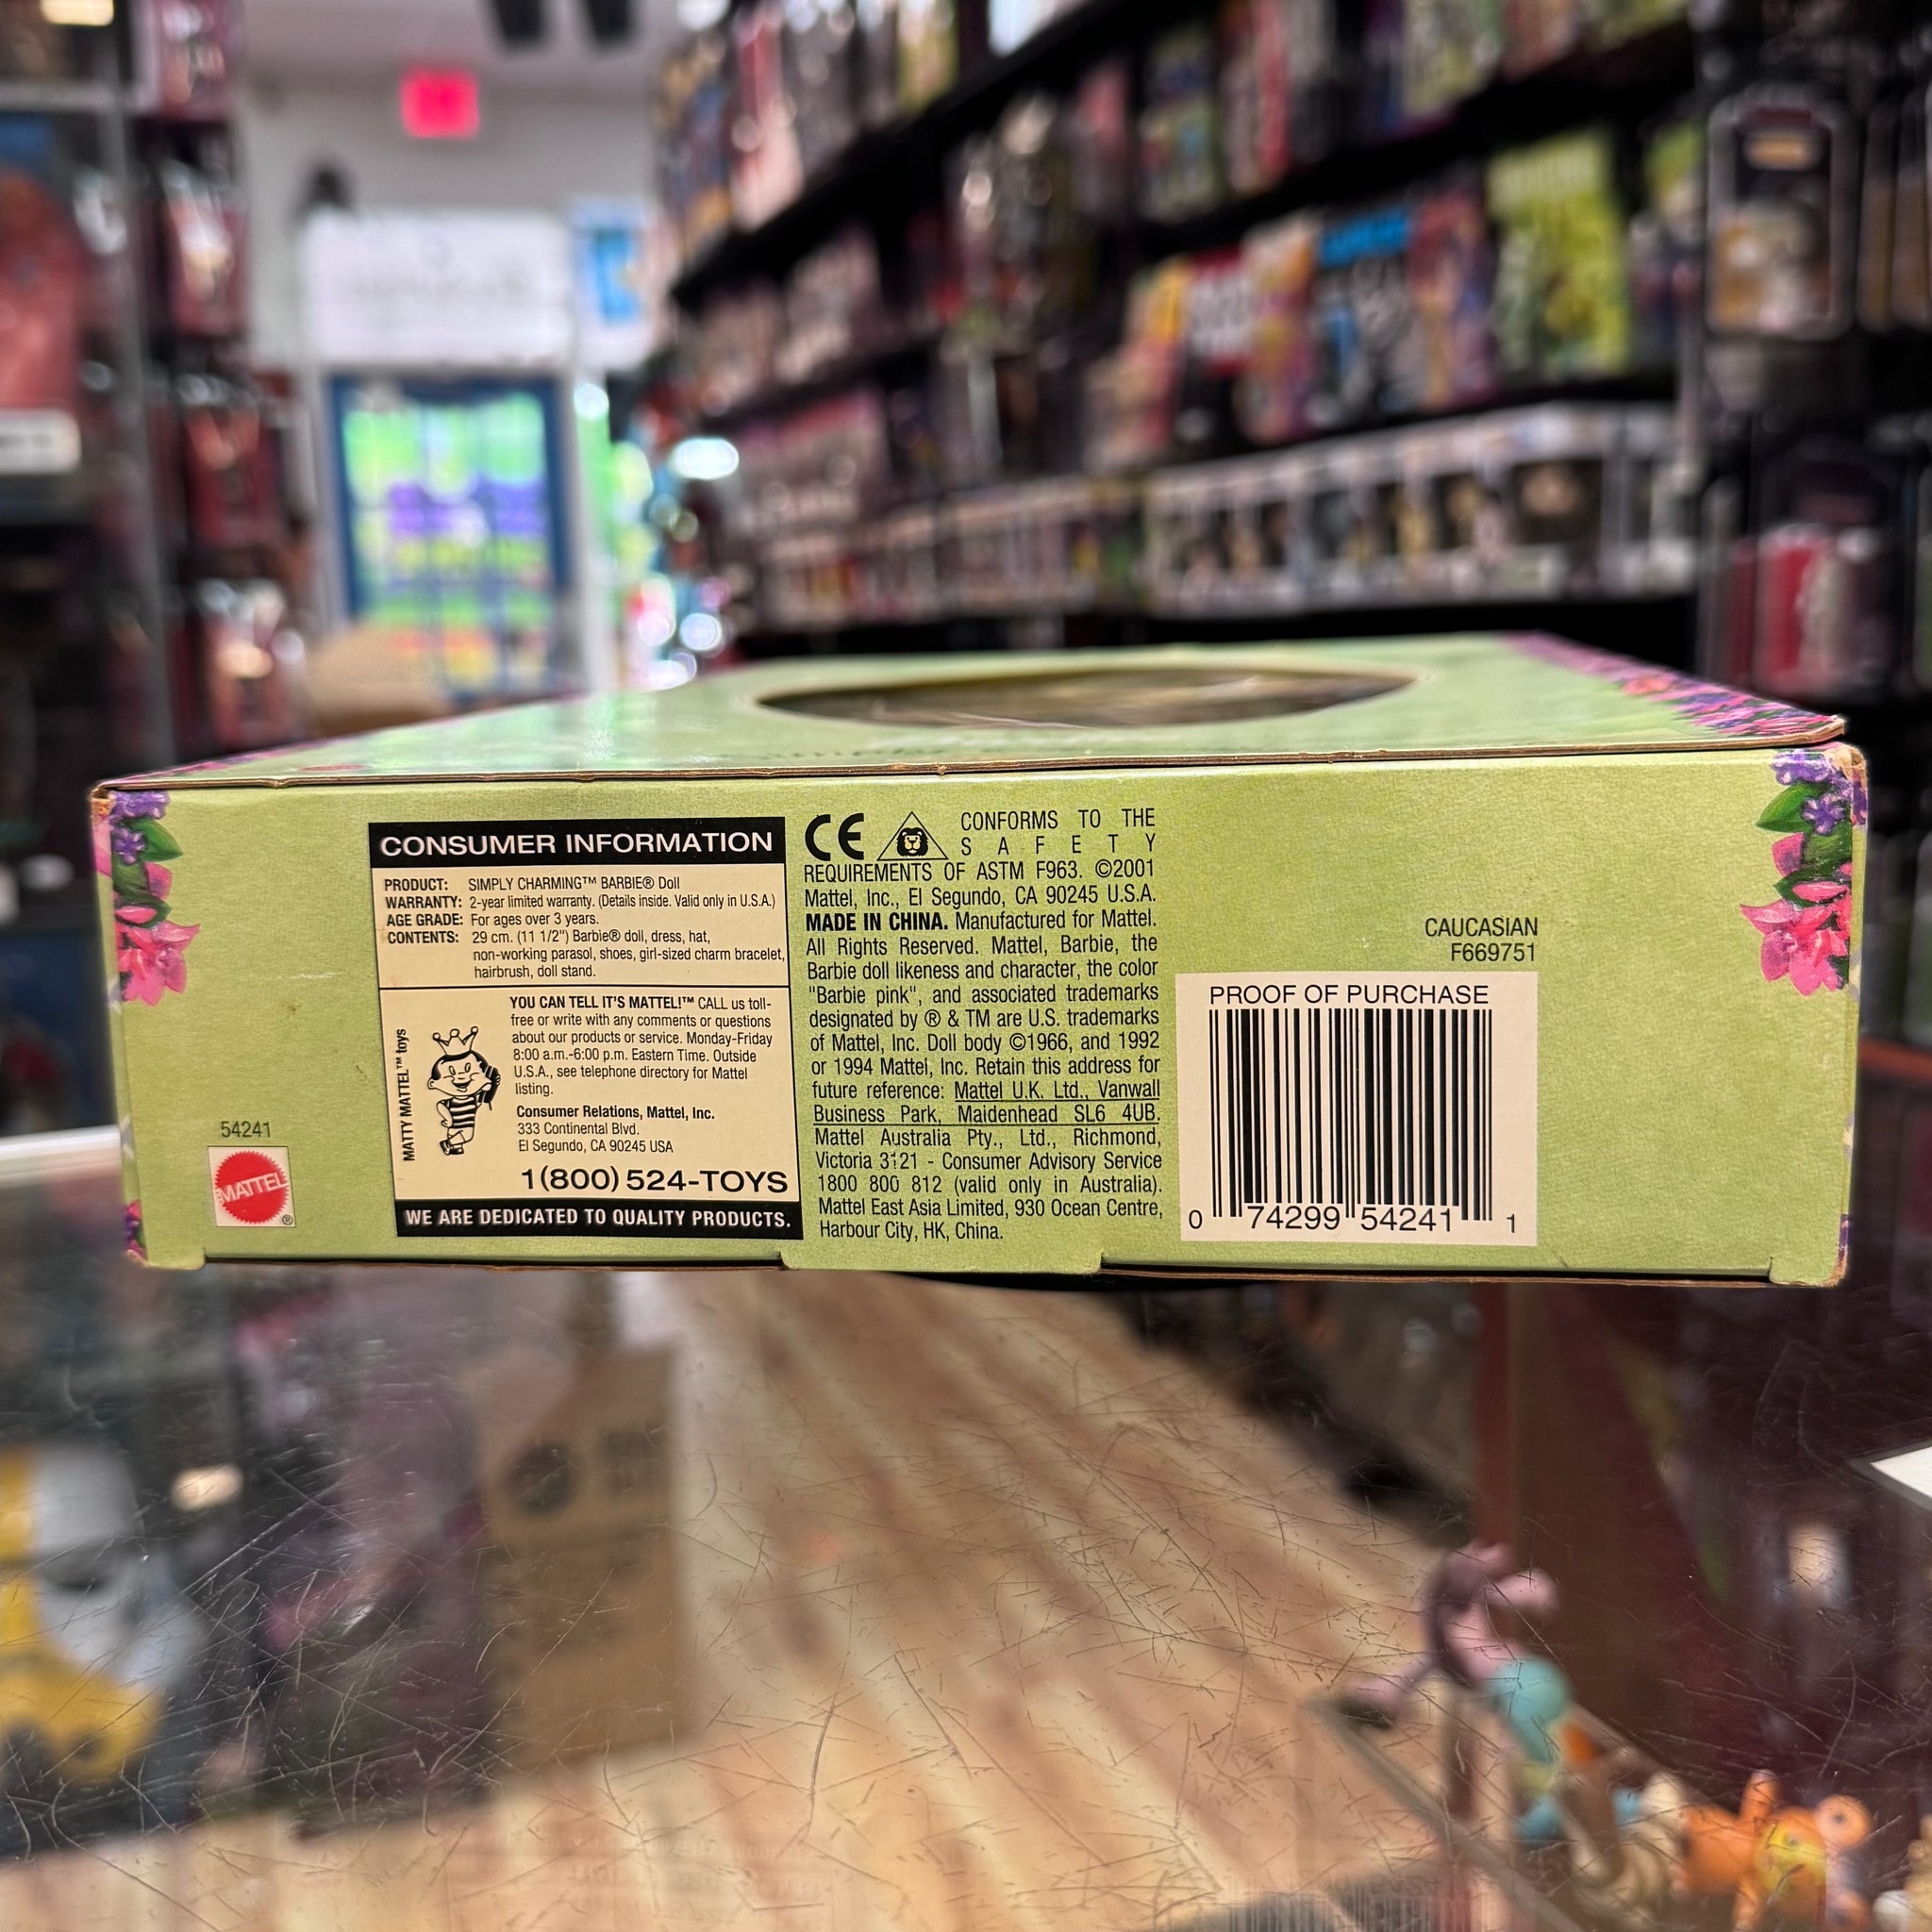 CONSUMER INFORMATION
PRODUCT: SIMPLY CHARMING™ BARBIE® Doll
WARRANTY: 2-year limited warranty. (Details inside. Valid only in U.S.A.)
AGE GRADE: For ages over 3 years.
CONTENTS: 29 cm. (11 1/2") Barbie® doll, dress, hat,
non-working parasol, shoes, girl-sized charm bracelet,
hairbrush, doll stand.
YOU CAN TELL IT'S MATTEL!™ CALL us toll-
free or write with any comments or questions
about our products or service. Monday-Friday
8:00 a.m.-6:00 p.m. Eastern Time. Outside
U.S.A., see telephone directory for Mattel
listing.
Consumer Relations, Mattel, Inc.
333 Continental Blvd.
El Segundo, CA 90245 USA
1(800) 524-TOYS
MATTY MATTEL™ toys
WE ARE DEDICATED TO QUALITY PRODUCTS.
54241
MATTEL
®
CE
CONFORMS TO THE
SAFETY
REQUIREMENTS OF ASTM F963. ©2001
Mattel, Inc., El Segundo, CA 90245 U.S.A.
MADE IN CHINA. Manufactured for Mattel.
All Rights Reserved. Mattel, Barbie, the
Barbie doll likeness and character, the color
"Barbie pink", and associated trademarks
designated by ® & TM are U.S. trademarks
of Mattel, Inc. Doll body ©1966, and 1992
or 1994 Mattel, Inc. Retain this address for
future reference: Mattel U.K. Ltd., Vanwall
Business Park, Maidenhead SL6 4UB.
Mattel Australia Pty., Ltd., Richmond,
Victoria 3121 - Consumer Advisory Service
1800 800 812 (valid only in Australia).
Mattel East Asia Limited, 930 Ocean Centre,
Harbour City, HK, China.
CAUCASIAN
F669751
PROOF OF PURCHASE
0 74299 54241 1